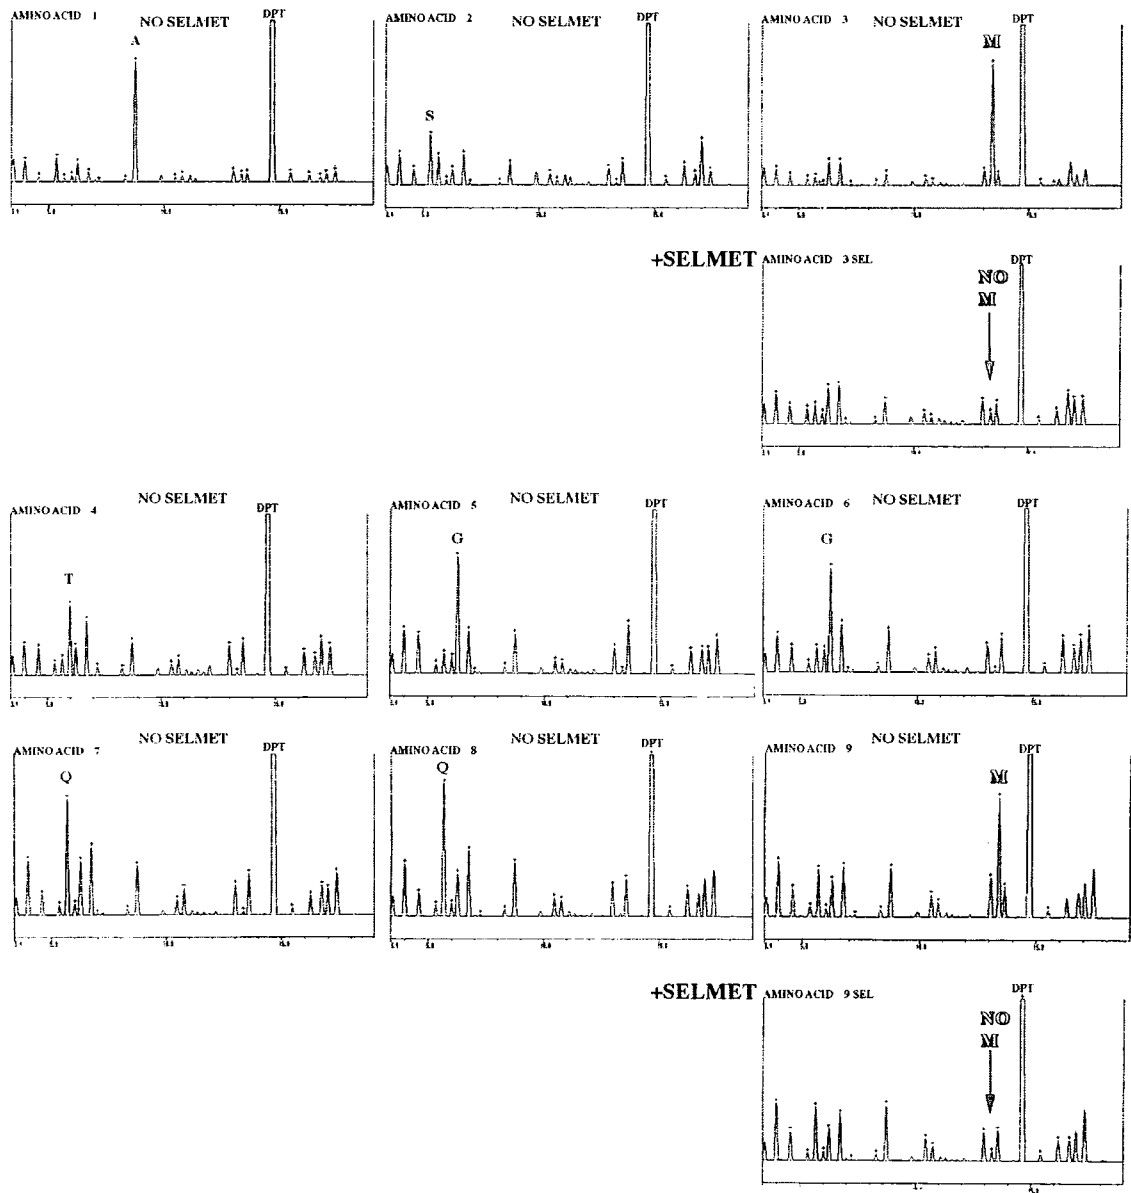 AMINO ACID 1 NO SELMET DPT
A
AMINO ACID 2 NO SELMET DPT
S
AMINO ACID 3 NO SELMET DPT
M
+SELMET AMINO ACID 3 SEL DPT
NO
M
AMINO ACID 4 NO SELMET DPT
T
AMINO ACID 5 NO SELMET DPT
G
AMINO ACID 6 NO SELMET DPT
G
AMINO ACID 7 NO SELMET DPT
Q
AMINO ACID 8 NO SELMET DPT
Q
AMINO ACID 9 NO SELMET DPT
M
+SELMET AMINO ACID 9 SEL DPT
NO
M